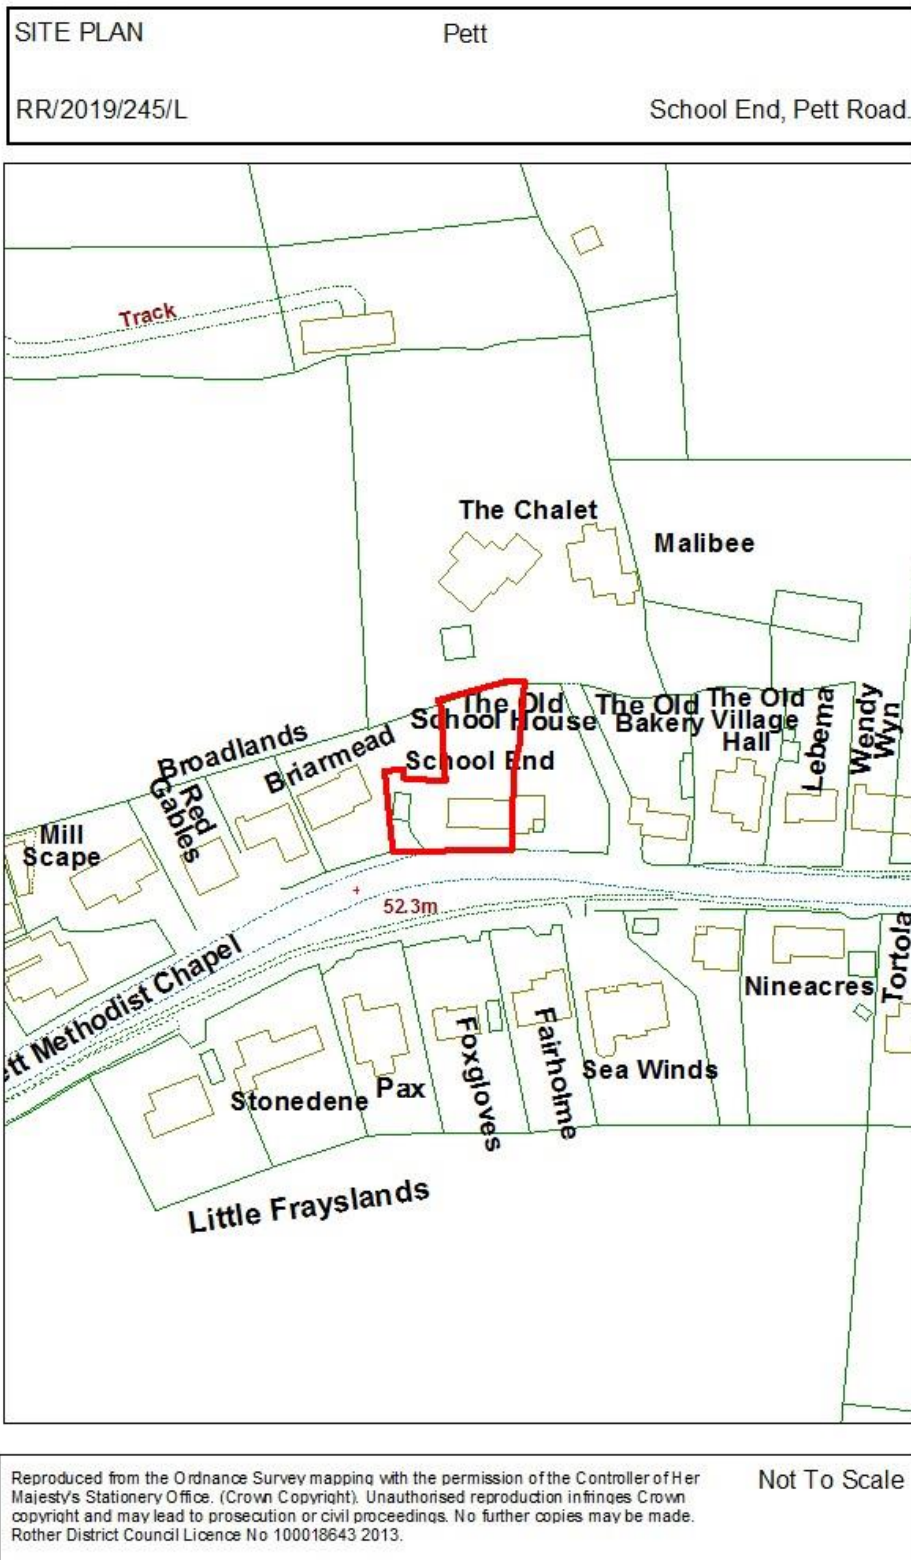 SITE PLAN Pett
RR/2019/245/L School End, Pett Road.
Track
The Chalet
Malibee
The Old
School House
School End
The Old
Bakery
The Old
Village
Hall
Lebema
Wendy
Wyn
Broadlands
Briarmead
Red
Gables
Mill
Scape
52.3m
ett Methodist Chapel
Tortola
Nineacres
Sea Winds
Fairholme
Foxgloves
Pax
Stonedene
Little Frayslands
Reproduced from the Ordnance Survey mapping with the permission of the Controller of Her
Majesty's Stationery Office. (Crown Copyright). Unauthorised reproduction infringes Crown
copyright and may lead to prosecution or civil proceedings. No further copies may be made.
Rother District Council Licence No 100018643 2013.
Not To Scale